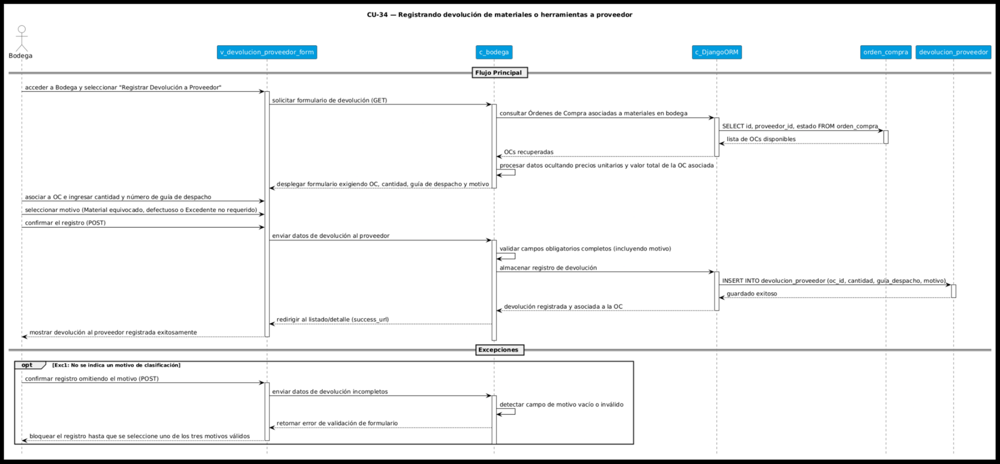 CU-34 — Registrando devolución de materiales o herramientas a proveedor
Bodega
v_devolucion_proveedor_form
c_bodega
c_DjangoORM
orden_compra
devolucion_proveedor
Flujo Principal
acceder a Bodega y seleccionar "Registrar Devolución a Proveedor"
solicitar formulario de devolución (GET)
consultar Órdenes de Compra asociadas a materiales en bodega
SELECT id, proveedor_id, estado FROM orden_compra
lista de OCs disponibles
OCs recuperadas
procesar datos ocultando precios unitarios y valor total de la OC asociada
desplegar formulario exigiendo OC, cantidad, guía de despacho y motivo
asociar a OC e ingresar cantidad y número de guía de despacho
seleccionar motivo (Material equivocado, defectuoso o Excedente no requerido)
confirmar el registro (POST)
enviar datos de devolución al proveedor
validar campos obligatorios completos (incluyendo motivo)
almacenar registro de devolución
INSERT INTO devolucion_proveedor (oc_id, cantidad, guia_despacho, motivo)
guardado exitoso
devolución registrada y asociada a la OC
redirigir al listado/detalle (success_url)
mostrar devolución al proveedor registrada exitosamente
Excepciones
opt [Exc1: No se indica un motivo de clasificación]
confirmar registro omitiendo el motivo (POST)
enviar datos de devolución incompletos
detectar campo de motivo vacío o inválido
retornar error de validación de formulario
bloquear el registro hasta que se seleccione uno de los tres motivos válidos